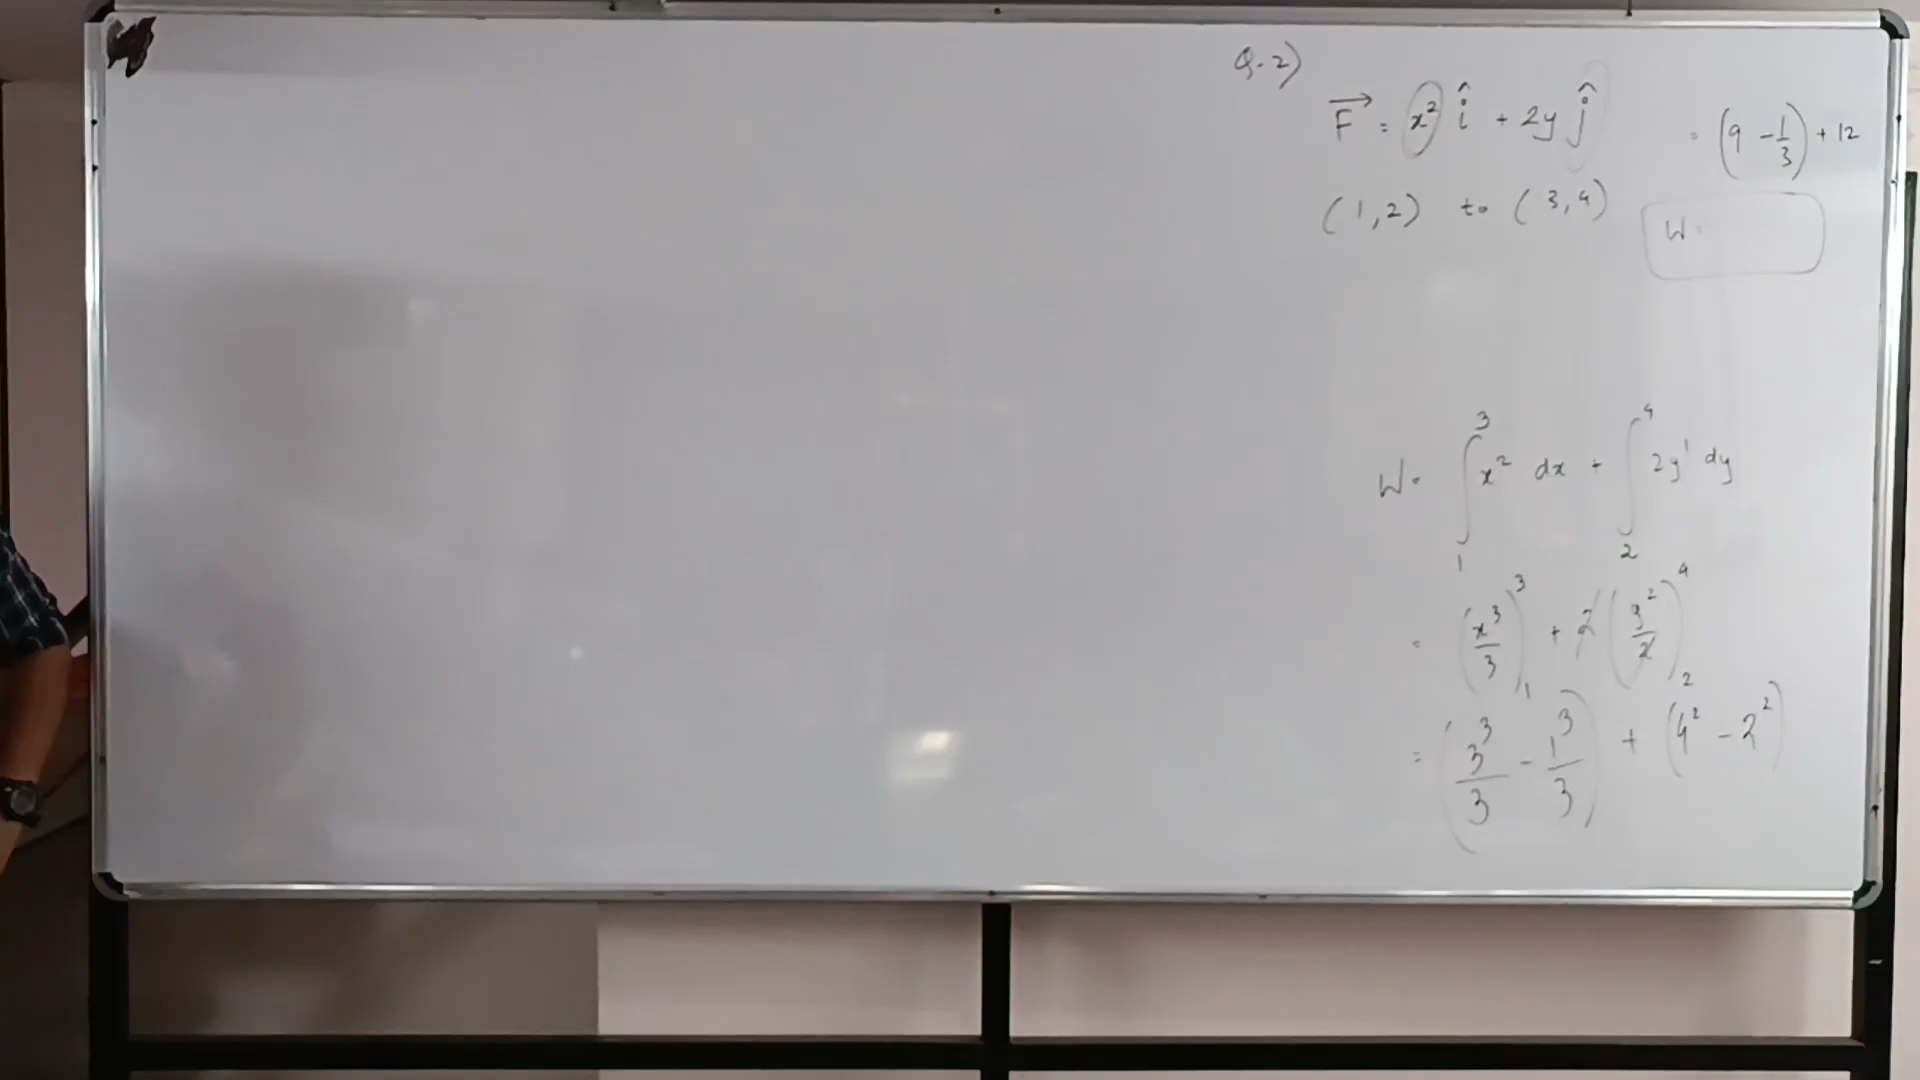 Q.2)
F⃗ = x² î + 2y ĵ
(1,2) to (3,4)
W = ∫₁³ x² dx + ∫₂⁴ 2y¹ dy
= (x³/3)₁³ + 2(y²/2)₂⁴
= (3³/3 - 1³/3) + (4² - 2²)
= (9 - 1/3) + 12
W =